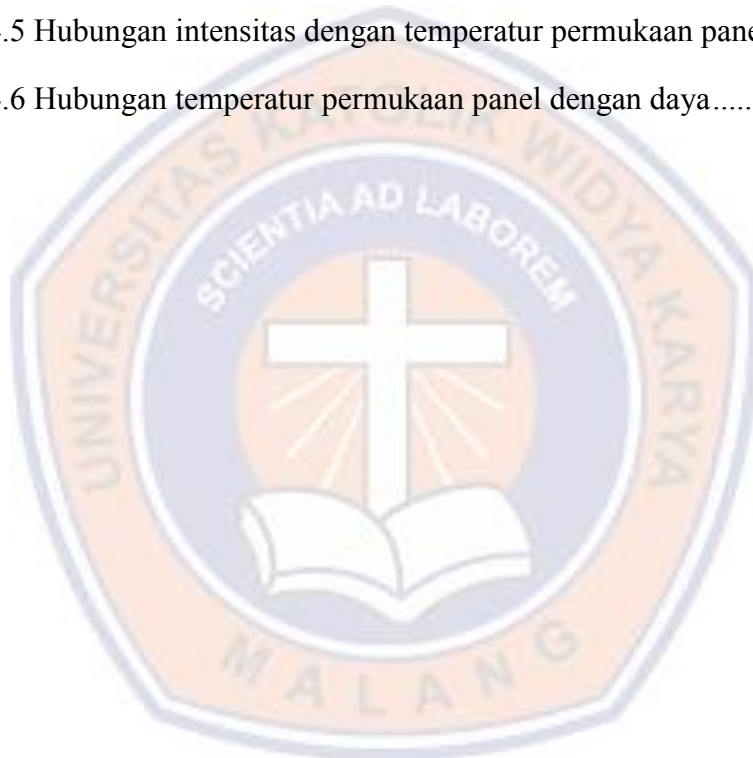 .5 Hubungan intensitas dengan temperatur permukaan pane
.6 Hubungan temperatur permukaan panel dengan daya.....
UNIVERSITAS KATOLIK WIDYA KARYA
SCIENTIA AD LABOREM
MALANG